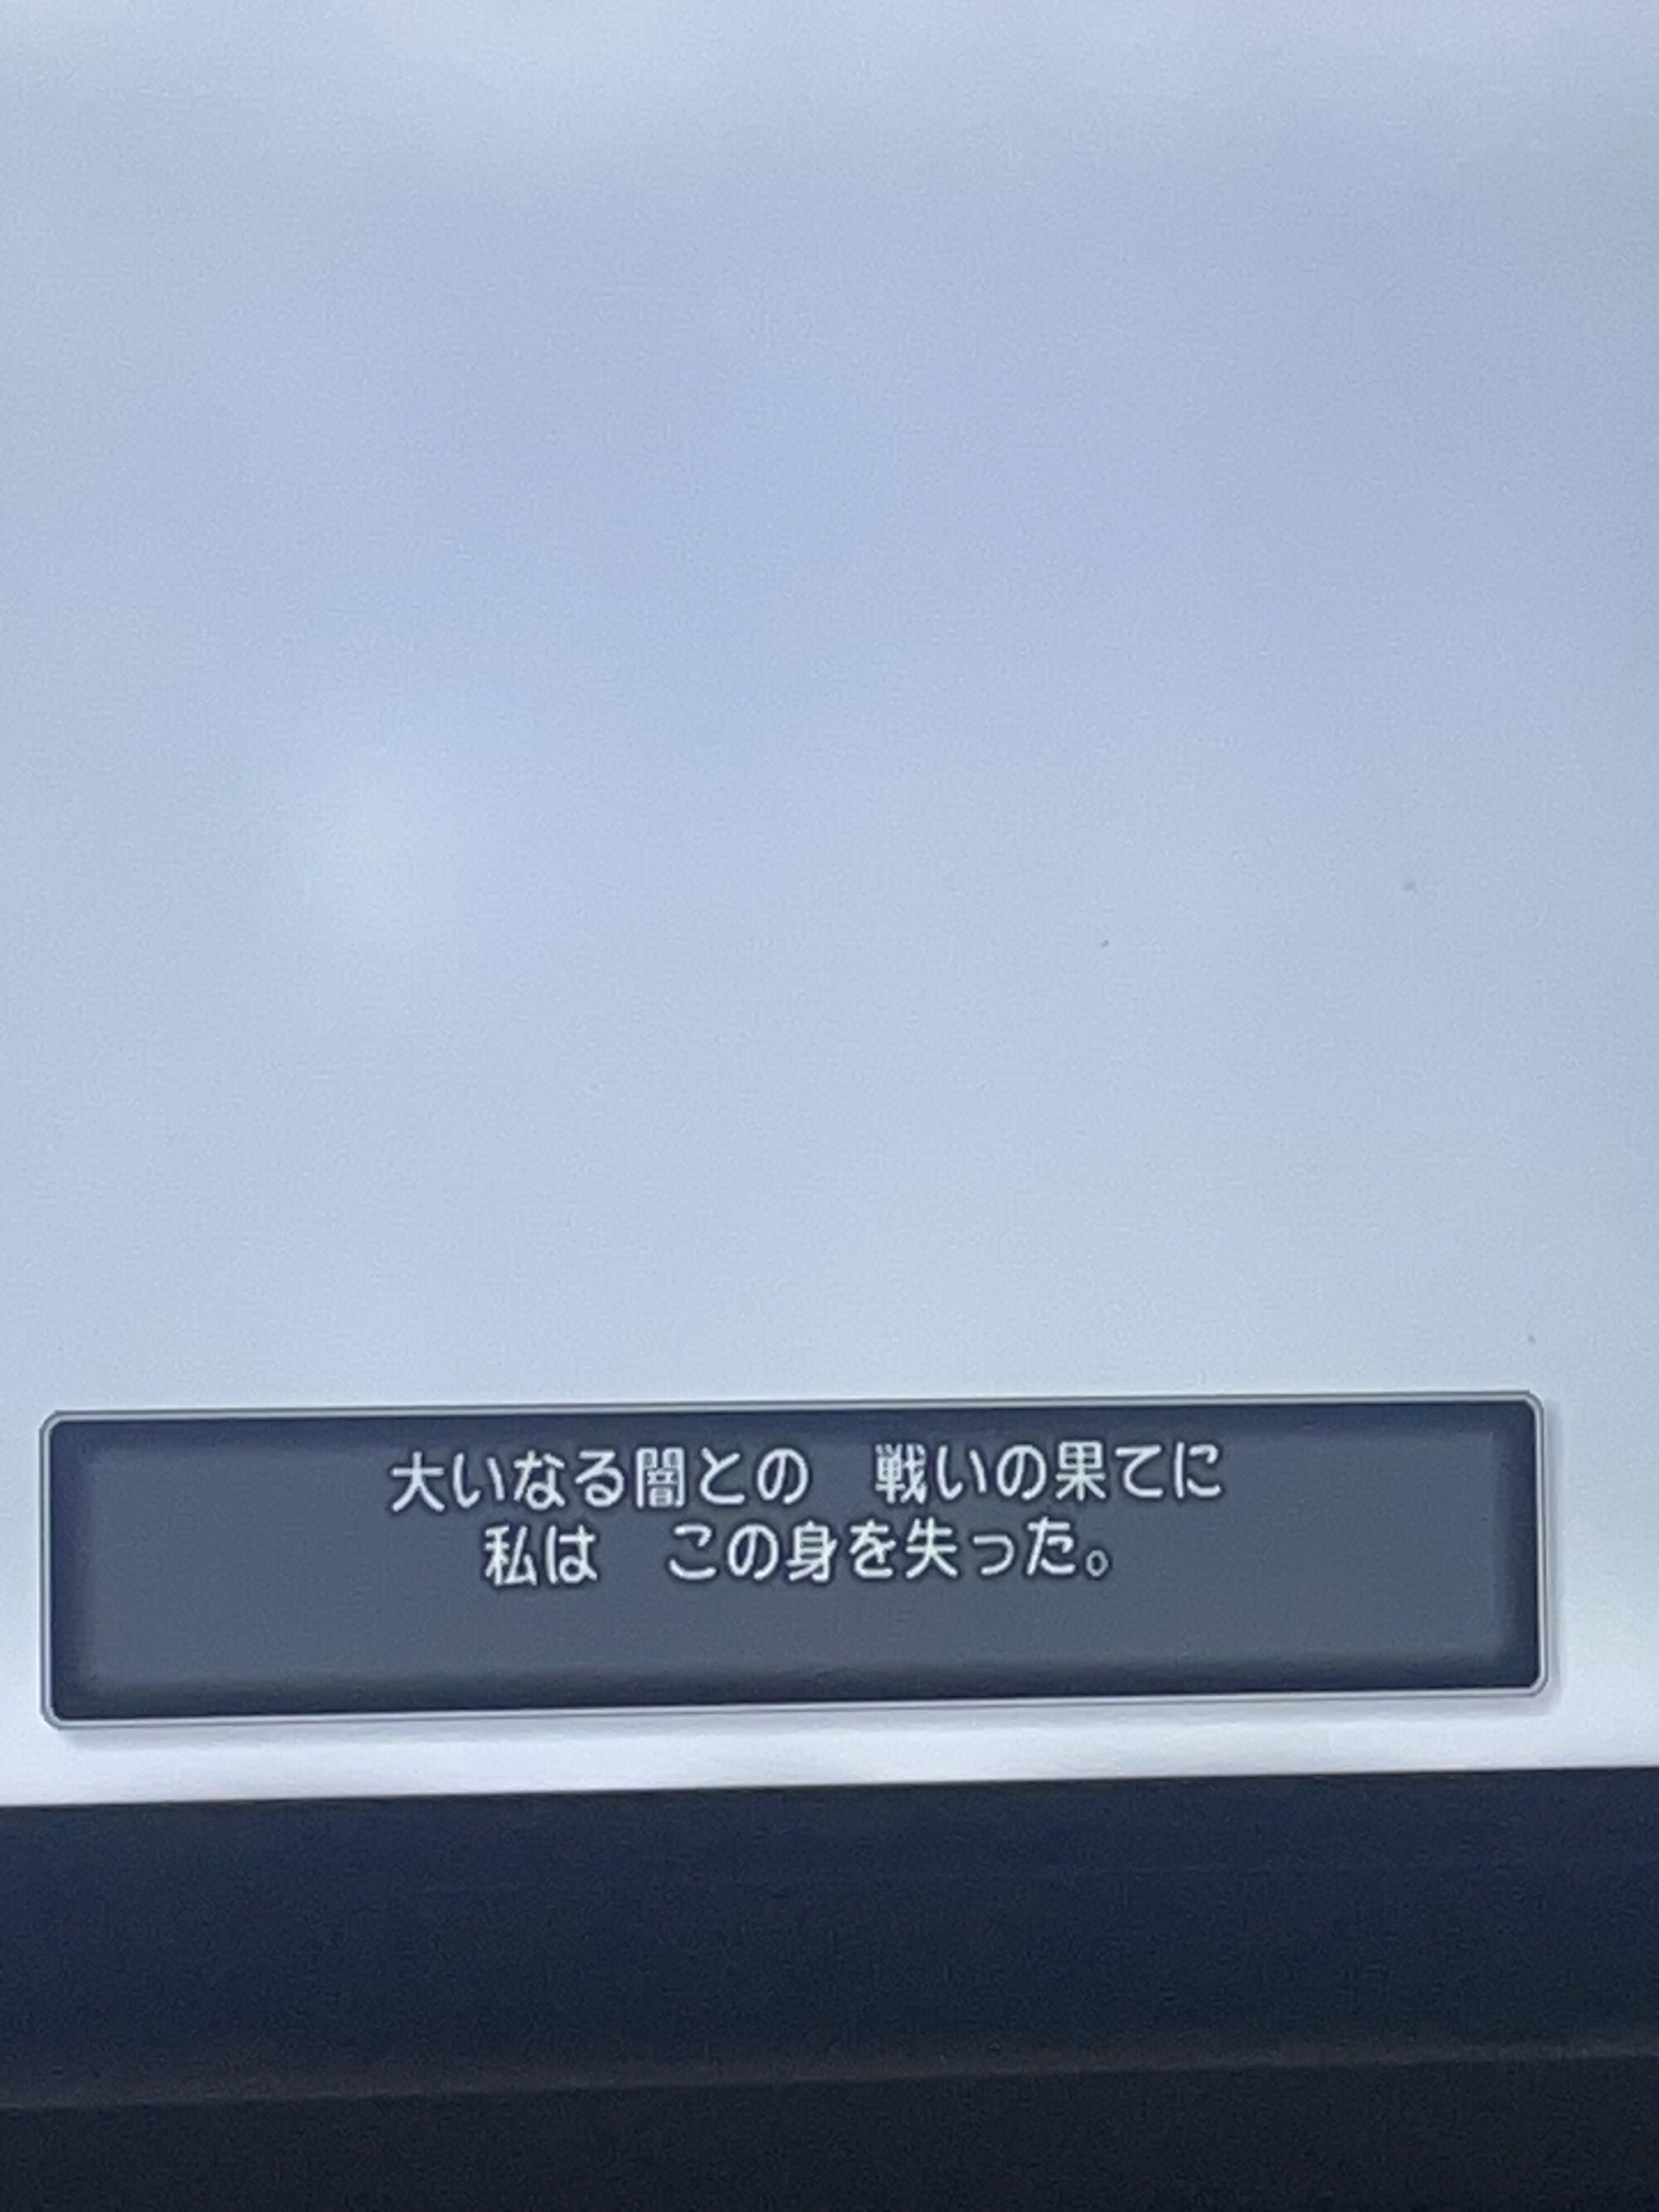 大いなる闇との　戦いの果てに
私は　この身を失った。